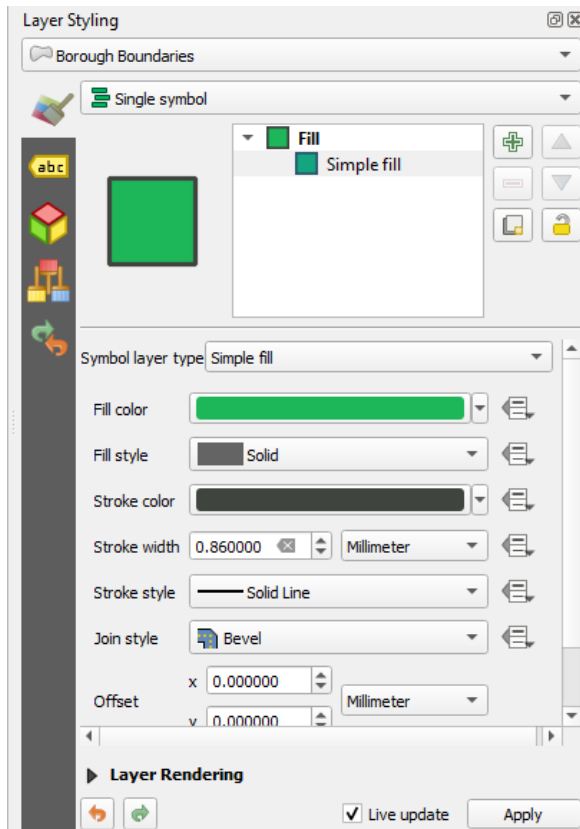 Layer Styling
Borough Boundaries
Single symbol
Fill
abc
Simple fill
Symbol layer type Simple fill
Fill color
Fill style Solid
Stroke color
Stroke width 0.860000 Millimeter
Stroke style Solid Line
Join style Bevel
x 0.000000
Offset Millimeter
y 0.000000
Layer Rendering
Live update Apply